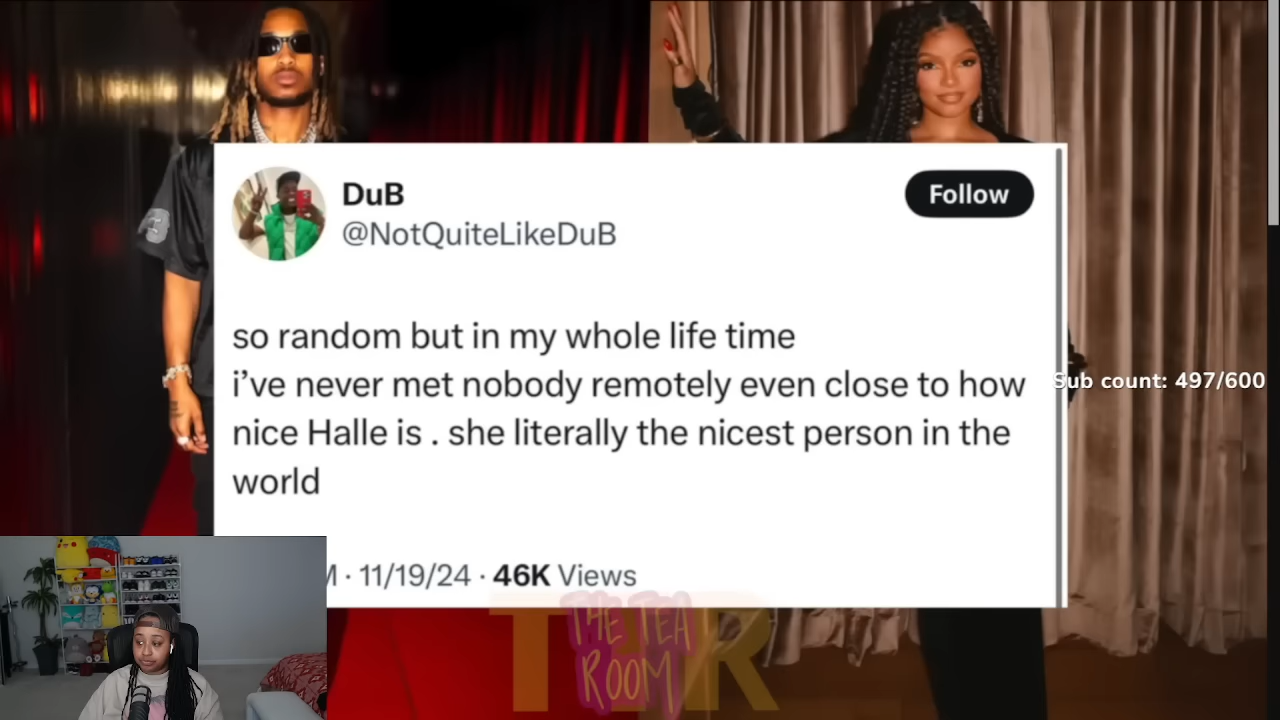 DuB
Follow
@NotQuiteLikeDuB
so random but in my whole life time
i’ve never met nobody remotely even close to how
nice Halle is . she literally the nicest person in the
world
Sub count: 497/600
M · 11/19/24 · 46K Views
THE TEA
ROOM